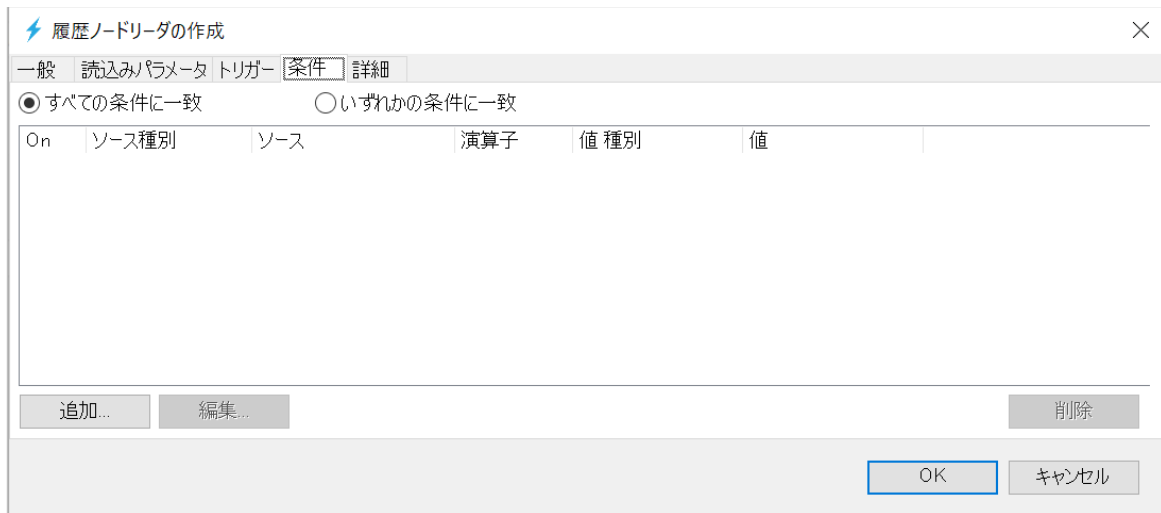 履歴ノードリーダの作成
一般 読込みパラメータ トリガー 条件 詳細
すべての条件に一致 いずれかの条件に一致
On ソース種別 ソース 演算子 値 種別 値
追加... 編集... 削除
OK キャンセル